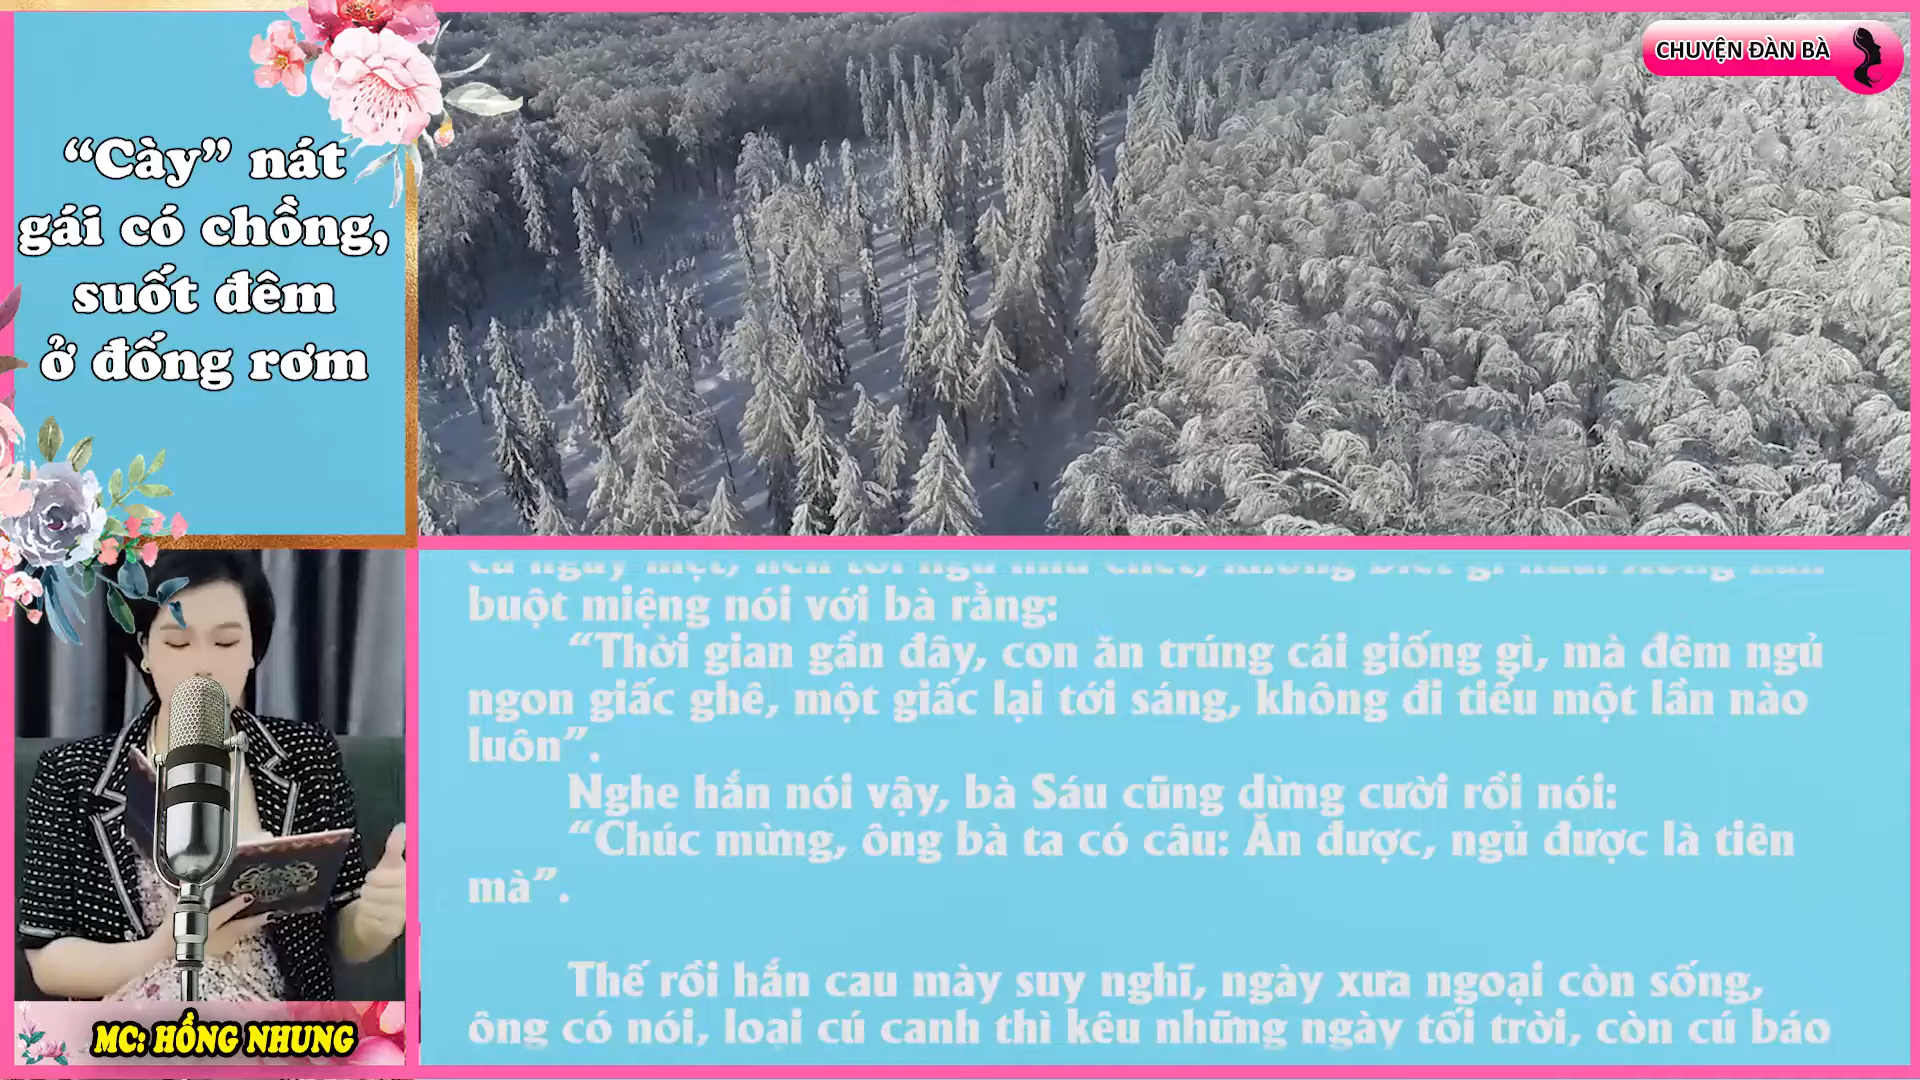 CHUYỆN ĐÀN BÀ
“Cày” nát
gái có chồng,
suốt đêm
ở đống rơm
buột miệng nói với bà rằng:
“Thời gian gần đây, con ăn trúng cái giống gì, mà đêm ngủ
ngon giấc ghê, một giấc lại tới sáng, không đi tiểu một lần nào
luôn”.
Nghe hắn nói vậy, bà Sáu cũng dừng cười rồi nói:
“Chúc mừng, ông bà ta có câu: Ăn được, ngủ được là tiên
mà”.
Thế rồi hắn cau mày suy nghĩ, ngày xưa ngoại còn sống,
ông có nói, loại cú canh thì kêu những ngày tối trời, còn cú báo
MC: HỒNG NHUNG